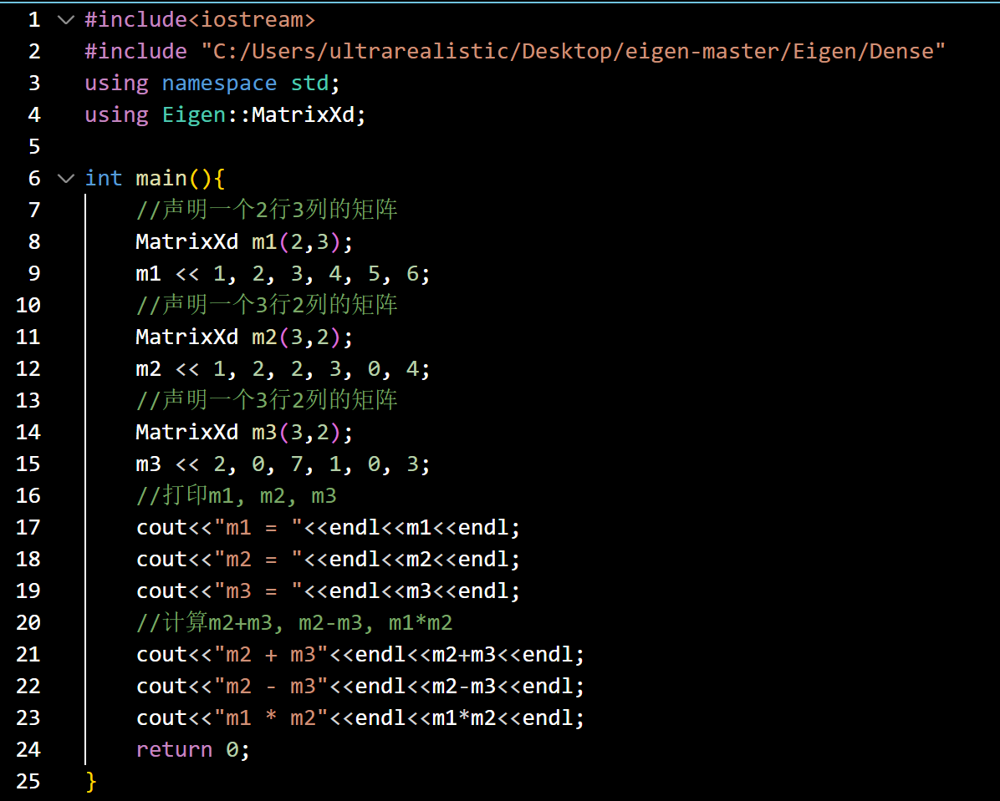 1 #include<iostream>
2 #include "C:/Users/ultrarealistic/Desktop/eigen-master/Eigen/Dense"
3 using namespace std;
4 using Eigen::MatrixXd;
5
6 int main(){
7     //声明一个2行3列的矩阵
8     MatrixXd m1(2,3);
9     m1 << 1, 2, 3, 4, 5, 6;
10     //声明一个3行2列的矩阵
11     MatrixXd m2(3,2);
12     m2 << 1, 2, 2, 3, 0, 4;
13     //声明一个3行2列的矩阵
14     MatrixXd m3(3,2);
15     m3 << 2, 0, 7, 1, 0, 3;
16     //打印m1, m2, m3
17     cout<<"m1 = "<<endl<<m1<<endl;
18     cout<<"m2 = "<<endl<<m2<<endl;
19     cout<<"m3 = "<<endl<<m3<<endl;
20     //计算m2+m3, m2-m3, m1*m2
21     cout<<"m2 + m3"<<endl<<m2+m3<<endl;
22     cout<<"m2 - m3"<<endl<<m2-m3<<endl;
23     cout<<"m1 * m2"<<endl<<m1*m2<<endl;
24     return 0;
25 }